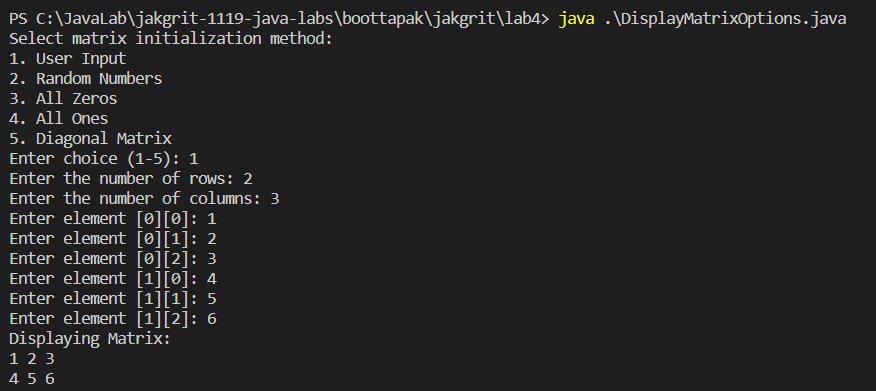 PS C:\JavaLab\jakgrit-1119-java-labs\boottapak\jakgrit\lab4> java .\DisplayMatrixOptions.java
Select matrix initialization method:
1. User Input
2. Random Numbers
3. All Zeros
4. All Ones
5. Diagonal Matrix
Enter choice (1-5): 1
Enter the number of rows: 2
Enter the number of columns: 3
Enter element [0][0]: 1
Enter element [0][1]: 2
Enter element [0][2]: 3
Enter element [1][0]: 4
Enter element [1][1]: 5
Enter element [1][2]: 6
Displaying Matrix:
1 2 3
4 5 6